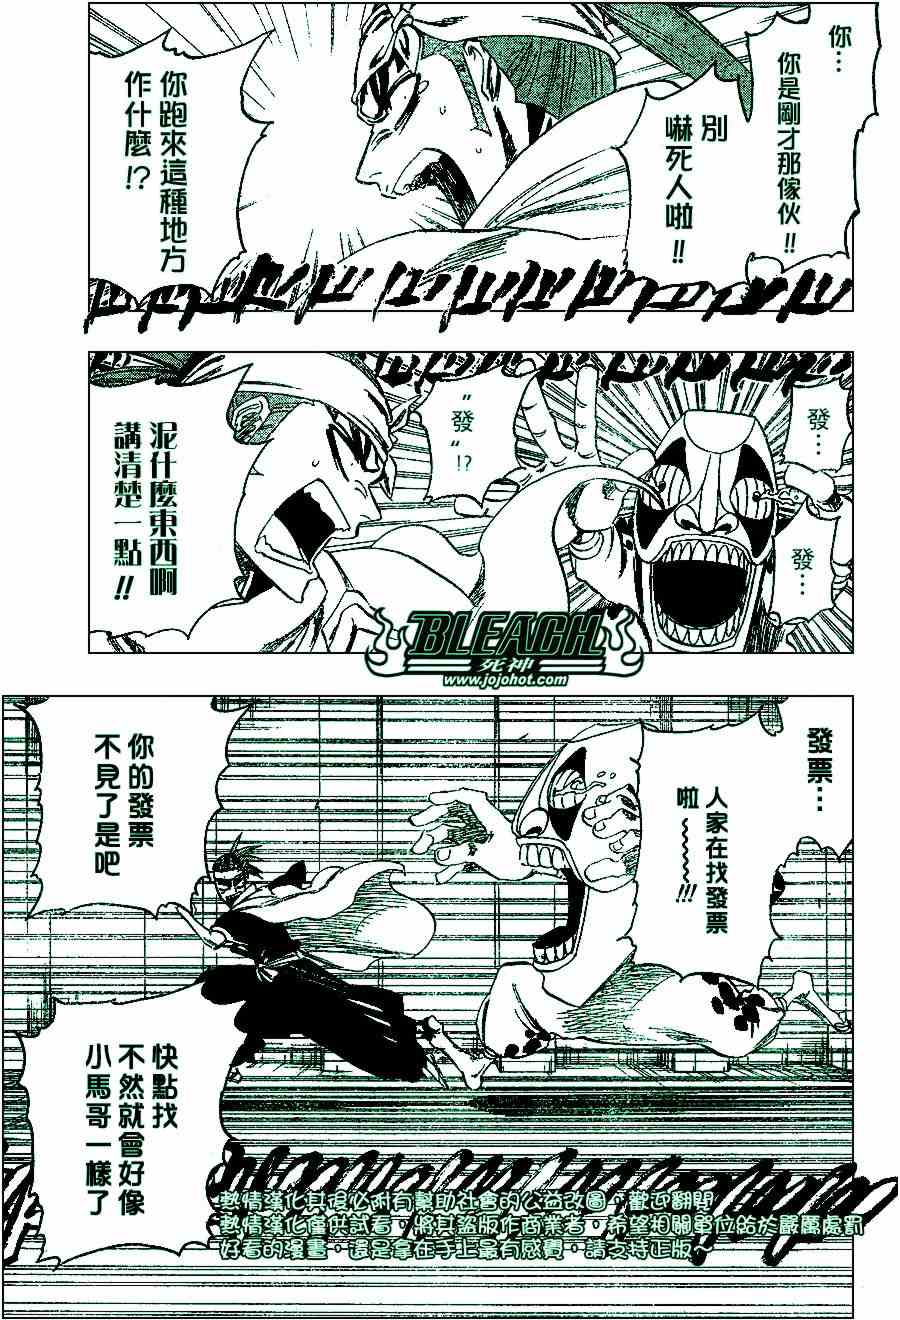 你…
你是剛才那傢伙!!
別
嚇死人啦!!
你跑來這種地方
作什麼!?
發…
發…
“發“!?
泥什麼東西啊
講清楚一點!!
BLEACH
死神
www.jojohot.com
發票…
人家在找發票
啦~~~!!!
你的發票
不見了是吧
快點找
不然就會好像
小馬哥一樣了
熱情漢化其後必附有幫助社會的公益改圖，歡迎翻閱
熱情漢化僅供試看，將其盜版作商業者，希望相關單位給於嚴厲處罰
好看的漫畫，還是拿在手上最有感覺，請支持正版~